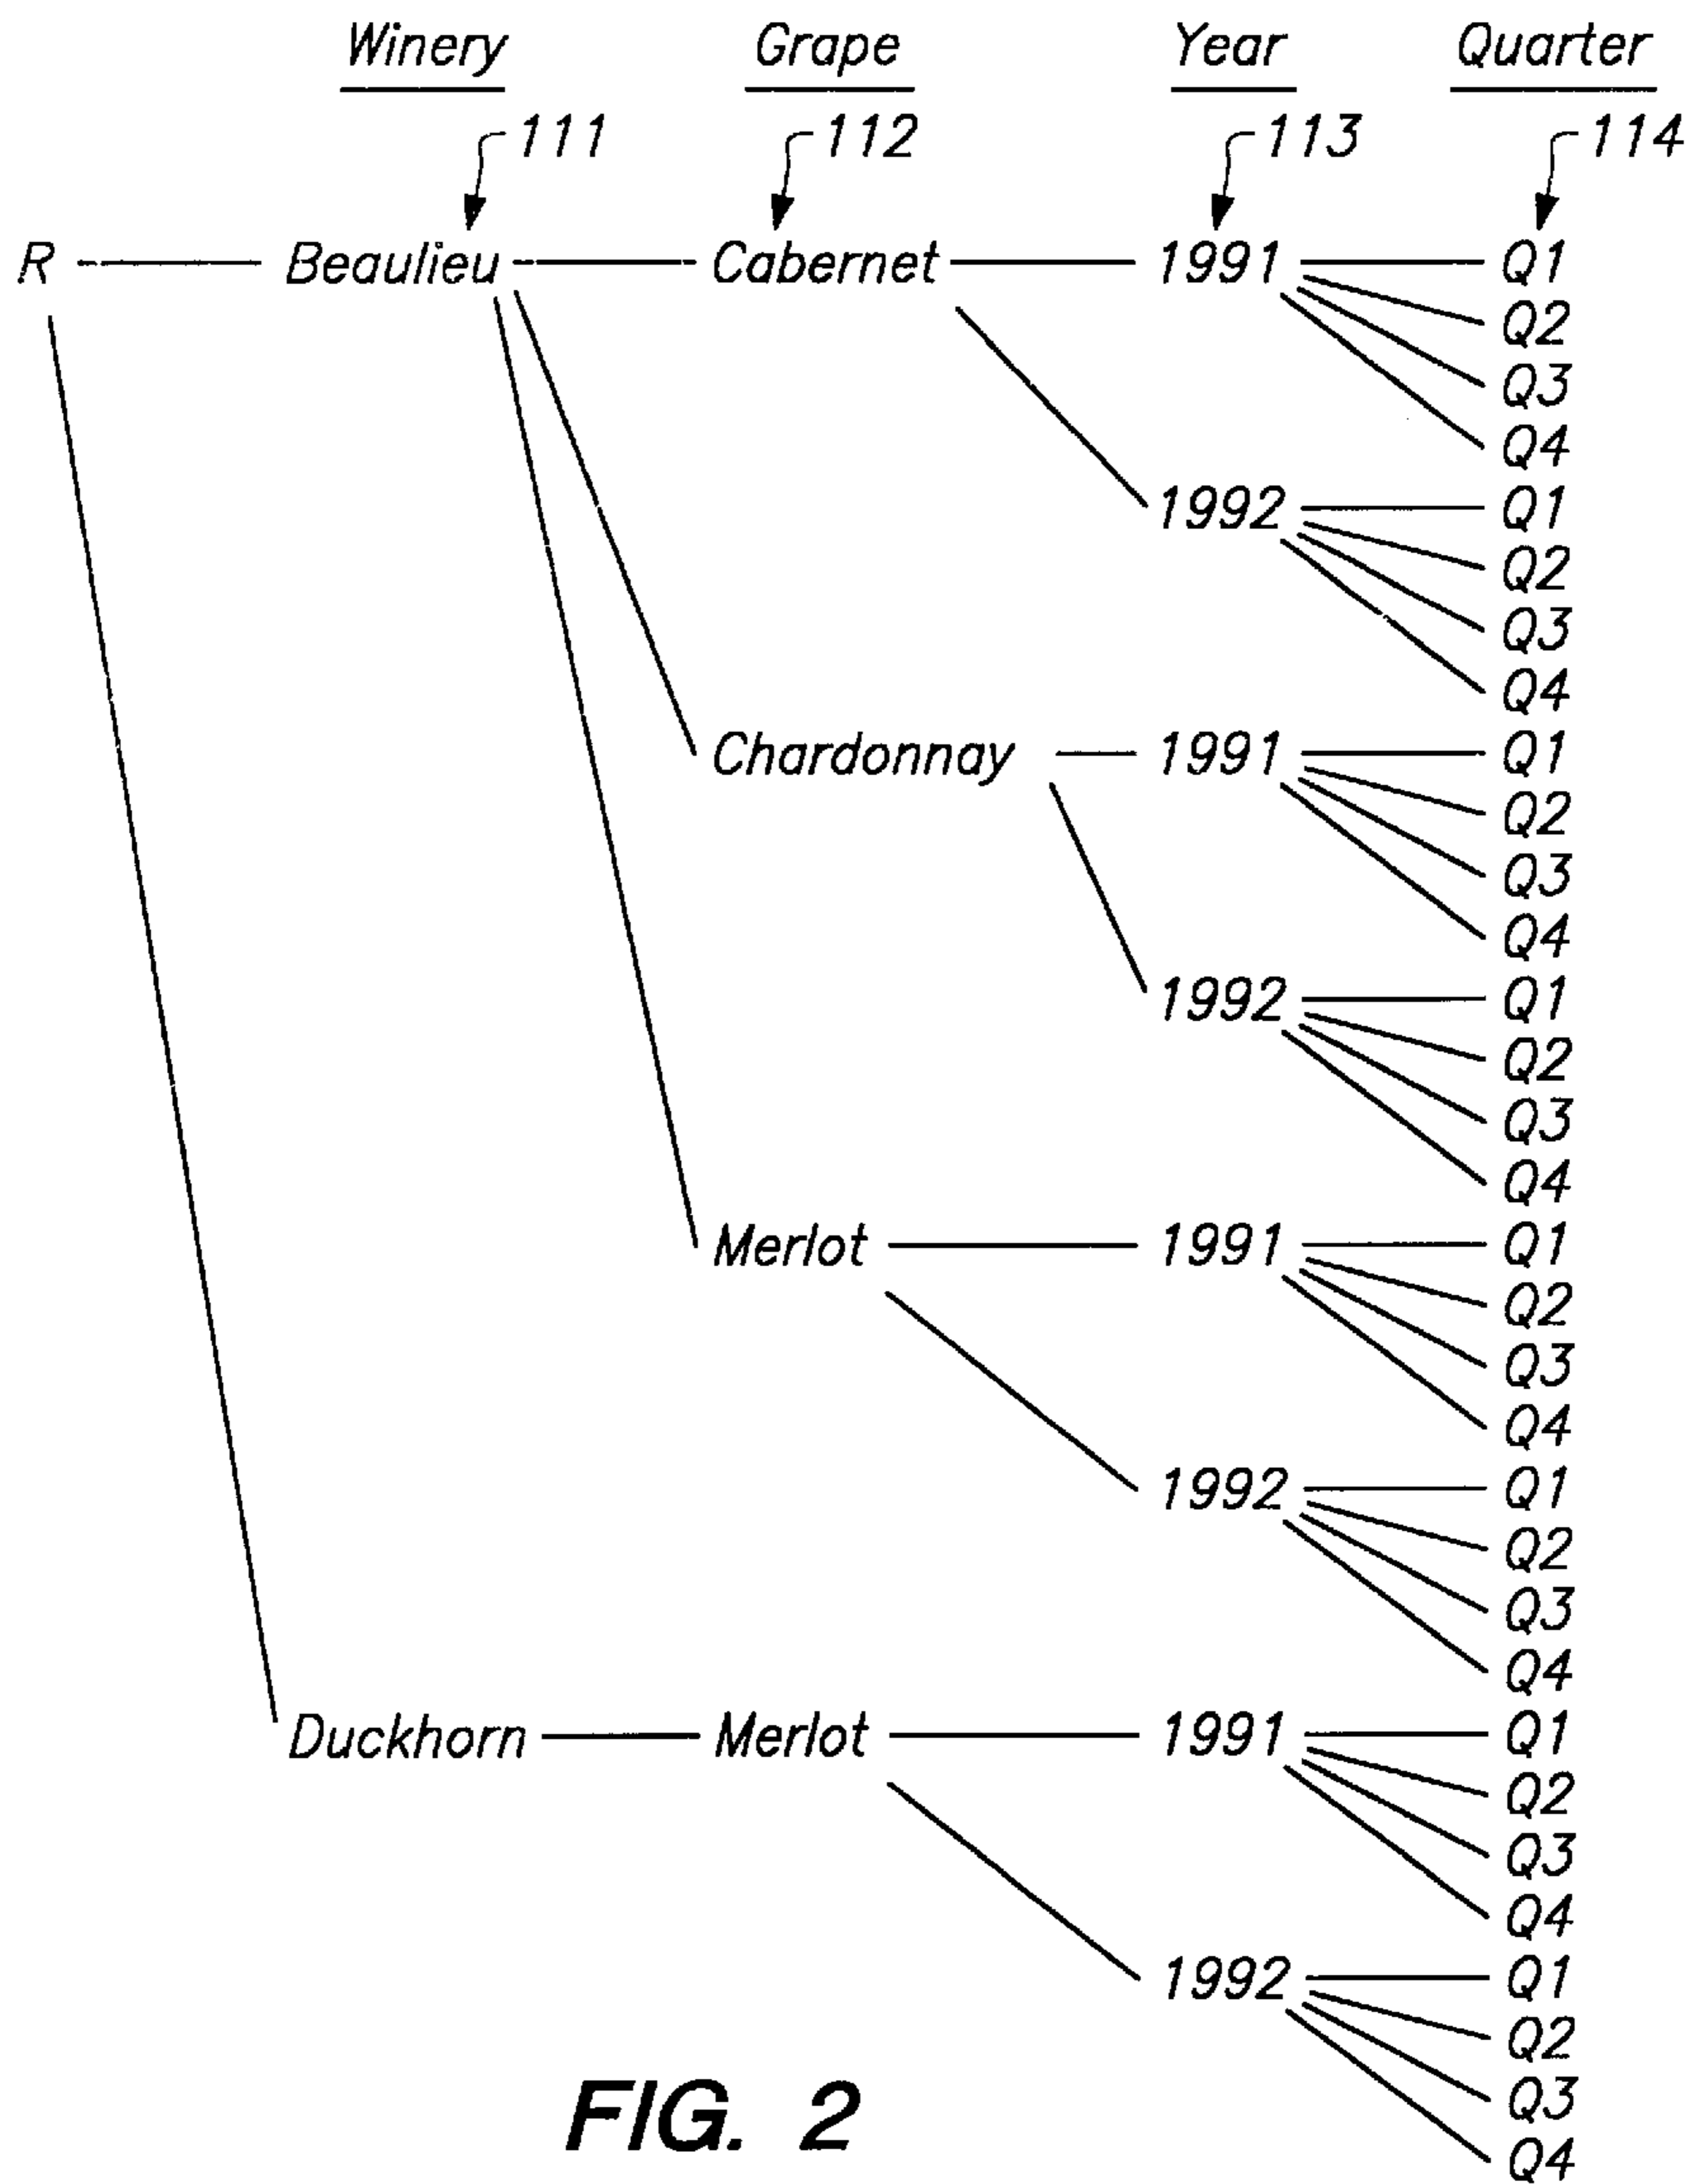 Winery Grape Year Quarter
111 112 113 114
R Beaulieu Cabernet 1991 Q1
Q2
Q3
Q4
1992 Q1
Q2
Q3
Q4
Chardonnay 1991 Q1
Q2
Q3
Q4
1992 Q1
Q2
Q3
Q4
Merlot 1991 Q1
Q2
Q3
Q4
1992 Q1
Q2
Q3
Q4
Duckhorn Merlot 1991 Q1
Q2
Q3
Q4
1992 Q1
Q2
Q3
Q4
FIG. 2